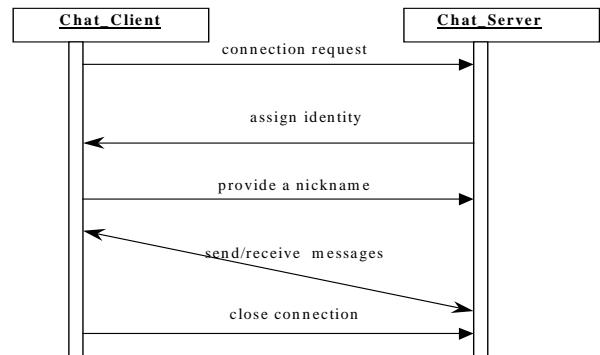 Chat_Client
Chat_Server
connection request
assign identity
provide a nickname
send/receive messages
close connection